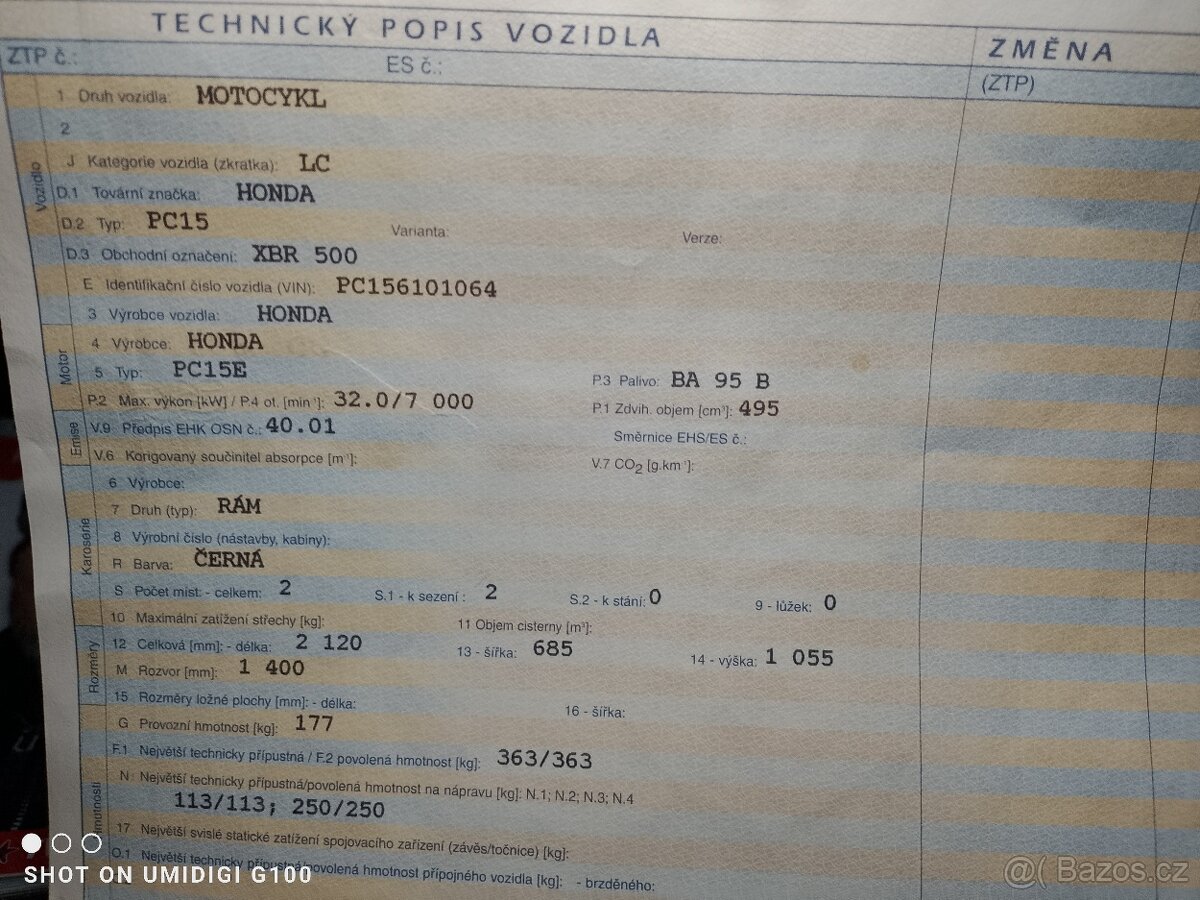 TECHNICKÝ POPIS VOZIDLA
ZMĚNA
ZTP č.: ES č.: (ZTP)
1 Druh vozidla: MOTOCYKL
2
J Kategorie vozidla (zkratka): LC
Vozidlo
D.1 Tovární značka: HONDA
D.2 Typ: PC15 Varianta: Verze:
D.3 Obchodní označení: XBR 500
E Identifikační číslo vozidla (VIN): PC156101064
3 Výrobce vozidla: HONDA
4 Výrobce: HONDA
Motor
5 Typ: PC15E P.3 Palivo: BA 95 B
P.2 Max. výkon [kW] / P.4 ot. [min⁻¹]: 32.0/7 000 P.1 Zdvih. objem [cm³]: 495
Emise
V.9 Předpis EHK OSN č.: 40.01 Směrnice EHS/ES č.:
V.6 Korigovaný součinitel absorpce [m⁻¹]: V.7 CO₂ [g.km⁻¹]:
6 Výrobce:
7 Druh (typ): RÁM
Karoserie
8 Výrobní číslo (nástavby, kabiny):
R Barva: ČERNÁ
S Počet míst: - celkem: 2 S.1 - k sezení : 2 S.2 - k stání: 0 9 - lůžek: 0
10 Maximální zatížení střechy [kg]: 11 Objem cisterny [m³]:
Rozměry
12 Celková [mm]: - délka: 2 120 13 - šířka: 685 14 - výška: 1 055
M Rozvor [mm]: 1 400
15 Rozměry ložné plochy [mm]: - délka: 16 - šířka:
G Provozní hmotnost [kg]: 177
F.1 Největší technicky přípustná / F.2 povolená hmotnost [kg]: 363/363
N Největší technicky přípustná/povolená hmotnost na nápravu [kg]: N.1; N.2; N.3; N.4
113/113; 250/250
17 Největší svislé statické zatížení spojovacího zařízení (závěs/točnice) [kg]:
O.1 Největší technicky přípustná/povolená hmotnost přípojného vozidla [kg]: - brzděného:
SHOT ON UMIDIGI G100
@( Bazos.cz